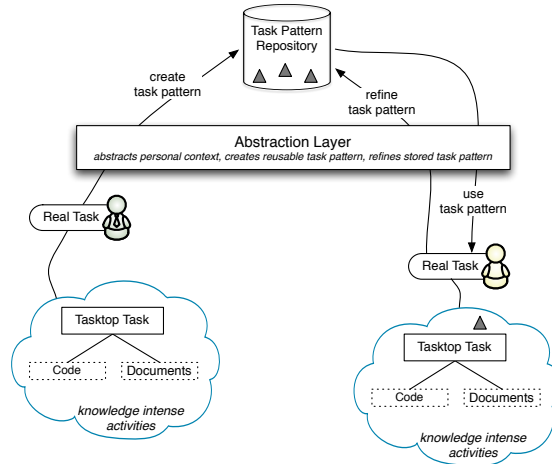 Task Pattern
Repository
create
task pattern
refine
task pattern
Abstraction Layer
abstracts personal context, creates reusable task pattern, refines stored task pattern
use
task pattern
Real Task
Real Task
Tasktop Task
Code
Documents
knowledge intense
activities
Tasktop Task
Code
Documents
knowledge intense
activities